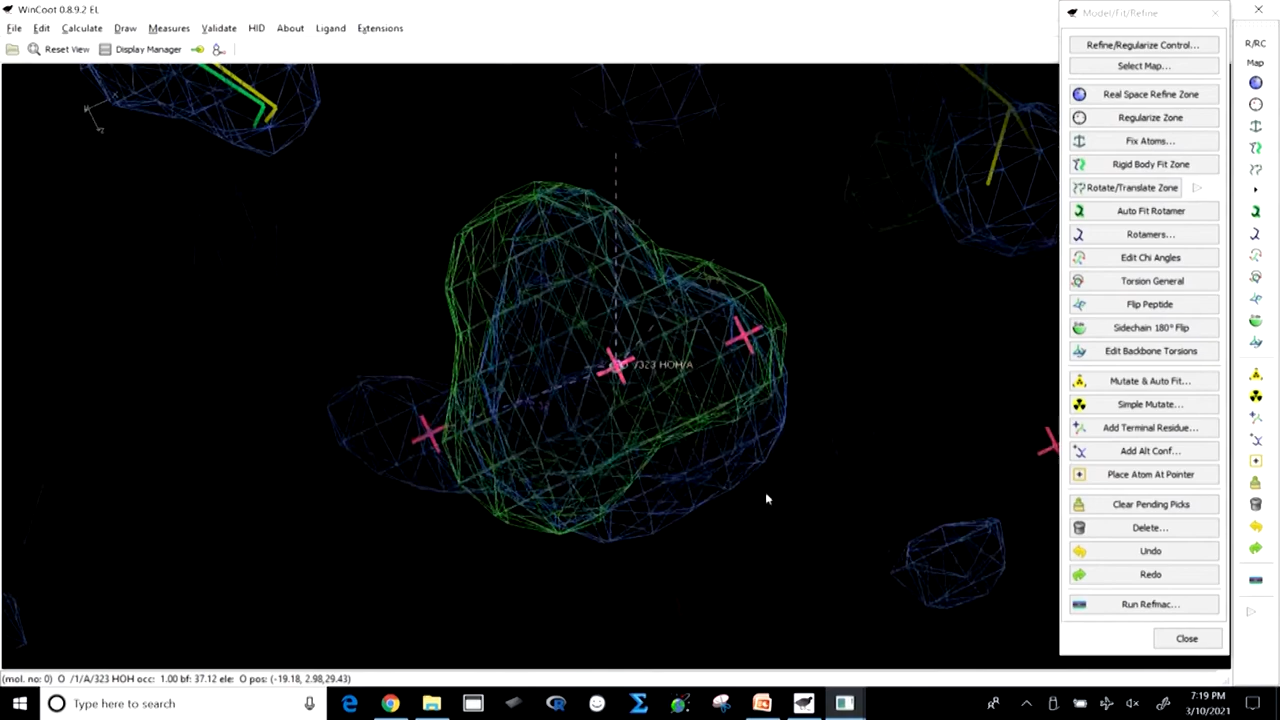 WinCoot 0.8.9.2 EL
File Edit Calculate Draw Measures Validate HID About Ligand Extensions
Reset View Display Manager
/323 HOH/A
Model/Fit/Refine
Refine/Regularize Control...
Select Map...
Real Space Refine Zone
Regularize Zone
Fix Atoms...
Rigid Body Fit Zone
Rotate/Translate Zone
Auto Fit Rotamer
Rotamers...
Edit Chi Angles
Torsion General
Flip Peptide
Sidechain 180° Flip
Edit Backbone Torsions
Mutate & Auto Fit...
Simple Mutate...
Add Terminal Residue...
Add Alt Conf...
Place Atom At Pointer
Clear Pending Picks
Delete...
Undo
Redo
Run Refmac...
Close
R/RC
Map
(mol. no: 0) O /1/A/323 HOH occ: 1.00 bf: 37.12 ele: O pos: (-19.18, 2.98,29.43)
Type here to search
7:19 PM
3/10/2021